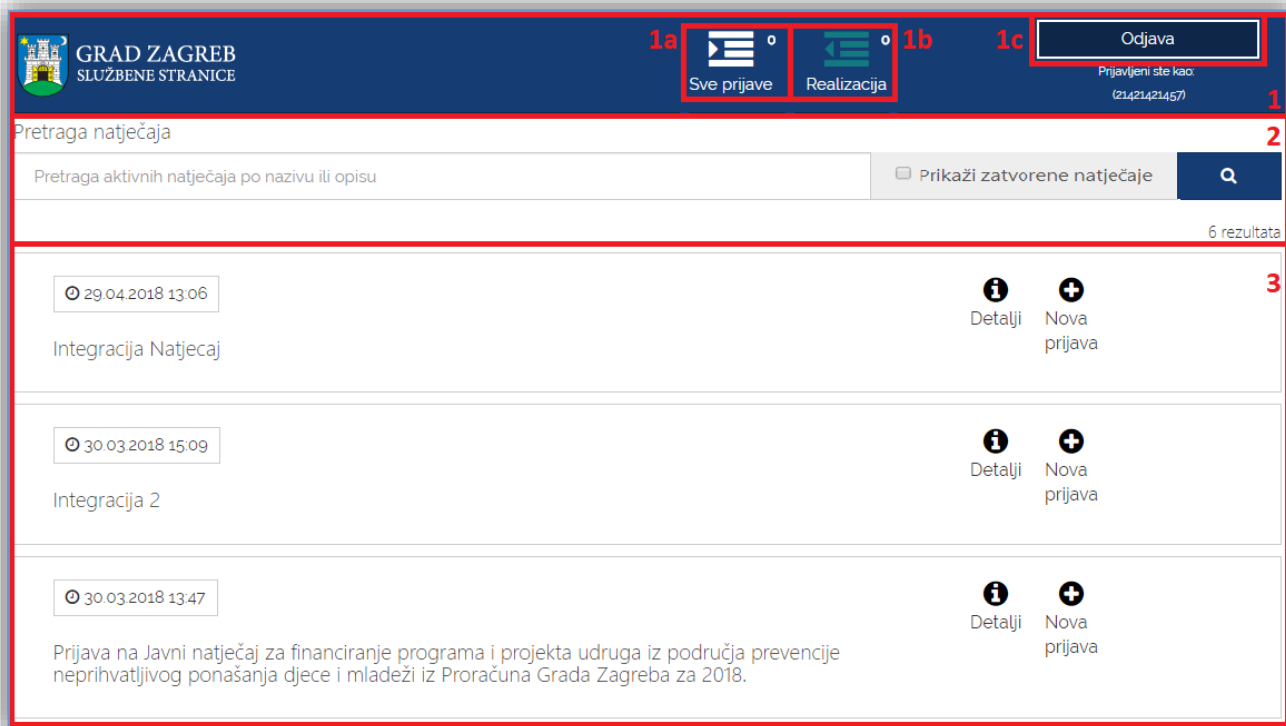 GRAD ZAGREB
SLUŽBENE STRANICE
1a
0
Sve prijave
0
1b
Realizacija
1c
Odjava
Prijavljeni ste kao:
(21421421457)
1
Pretraga natječaja
2
Pretraga aktivnih natječaja po nazivu ili opisu
Prikaži zatvorene natječaje
6 rezultata
3
29.04.2018 13:06
Integracija Natjecaj
Detalji
Nova
prijava
30.03.2018 15:09
Integracija 2
Detalji
Nova
prijava
30.03.2018 13:47
Prijava na Javni natječaj za financiranje programa i projekta udruga iz područja prevencije
neprihvatljivog ponašanja djece i mladeži iz Proračuna Grada Zagreba za 2018.
Detalji
Nova
prijava